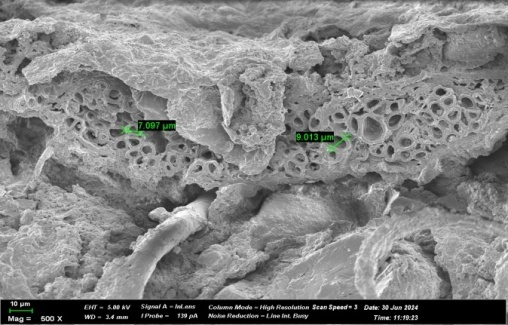 7.097 µm
9.013 µm
10 µm
Mag = 500 X
EHT = 5.00 kV
WD = 3.4 mm
Signal A = InLens
I Probe = 139 pA
Column Mode = High Resolution Scan Speed = 3
Noise Reduction = Line Int. Busy
Date: 30 Jun 2024
Time: 11:19:23